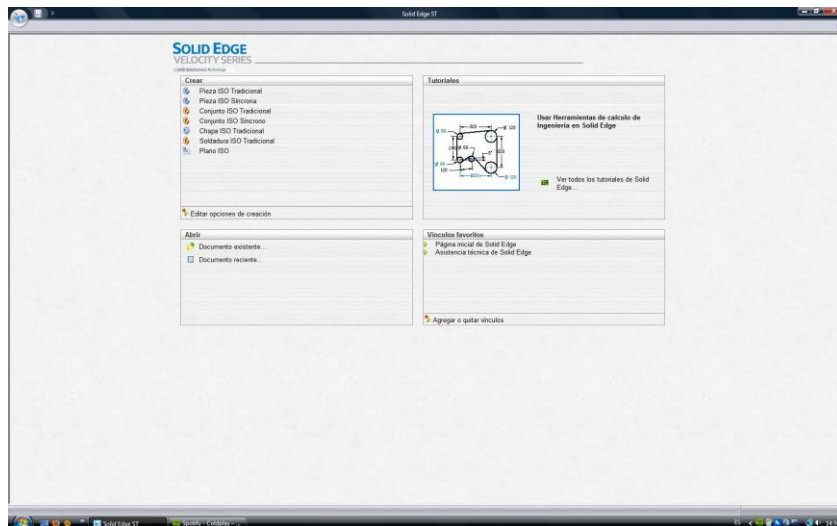 Solid Edge ST
SOLID EDGE
VELOCITY SERIES
Crear
Pieza ISO Tradicional
Pieza ISO Síncrona
Conjunto ISO Tradicional
Conjunto ISO Síncrono
Chapa ISO Tradicional
Soldadura ISO Tradicional
Plano ISO
Editar opciones de creación
Tutoriales
Usar Herramientas de calculo de
Ingeniería en Solid Edge
Ver todos los tutoriales de Solid
Edge...
Abrir
Documento existente...
Documento reciente...
Vínculos favoritos
Página inicial de Solid Edge
Asistencia técnica de Solid Edge
Agregar o quitar vínculos
Solid Edge ST
Spotify - Coldplay - ...
ES